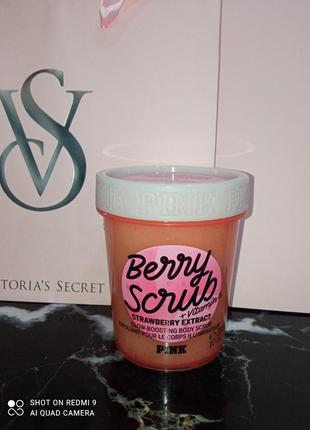 VS
TORIA'S SECRET
PINK
Berry
Scrub
+ Vitamin
STRAWBERRY EXTRACT
GLOW-BOOSTING BODY SCRUB
EXFOLIANT POUR LE CORPS ILLUMINATEUR
PINK
SHOT ON REDMI 9
AI QUAD CAMERA